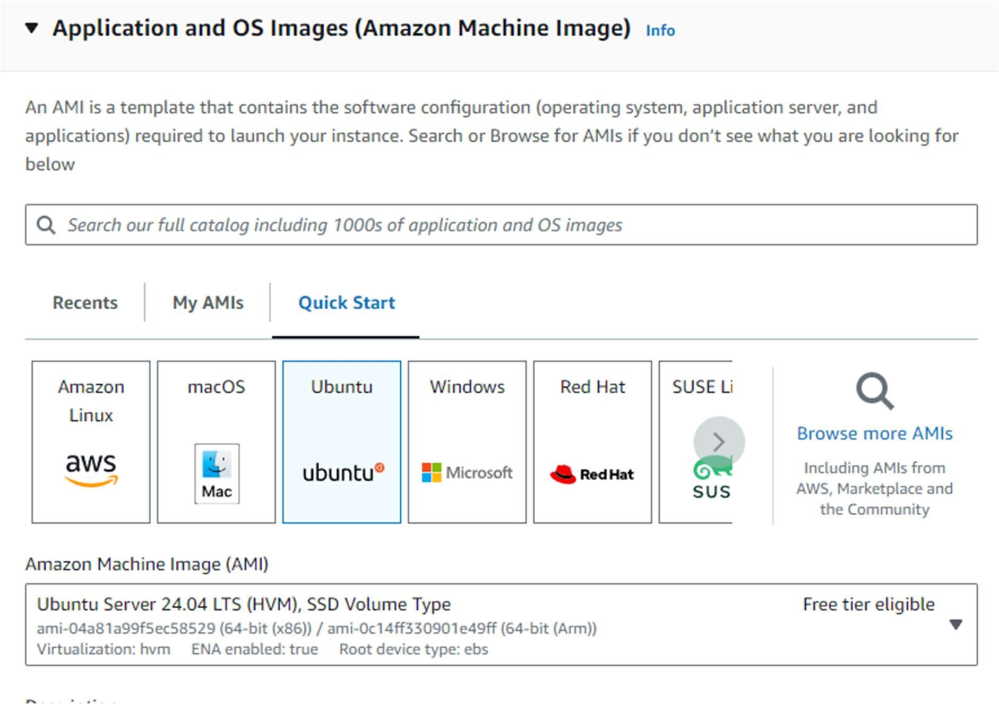 Application and OS Images (Amazon Machine Image) Info
An AMI is a template that contains the software configuration (operating system, application server, and
applications) required to launch your instance. Search or Browse for AMIs if you don't see what you are looking for
below
Search our full catalog including 1000s of application and OS images
Recents
My AMIs
Quick Start
Amazon
Linux
aws
macOS
Mac
Ubuntu
ubuntu
Windows
Microsoft
Red Hat
Red Hat
SUSE Li
SUS
Browse more AMIs
Including AMIs from
AWS, Marketplace and
the Community
Amazon Machine Image (AMI)
Ubuntu Server 24.04 LTS (HVM), SSD Volume Type
Free tier eligible
ami-04a81a99f5ec58529 (64-bit (x86)) / ami-0c14ff330901e49ff (64-bit (Arm))
Virtualization: hvm ENA enabled: true Root device type: ebs